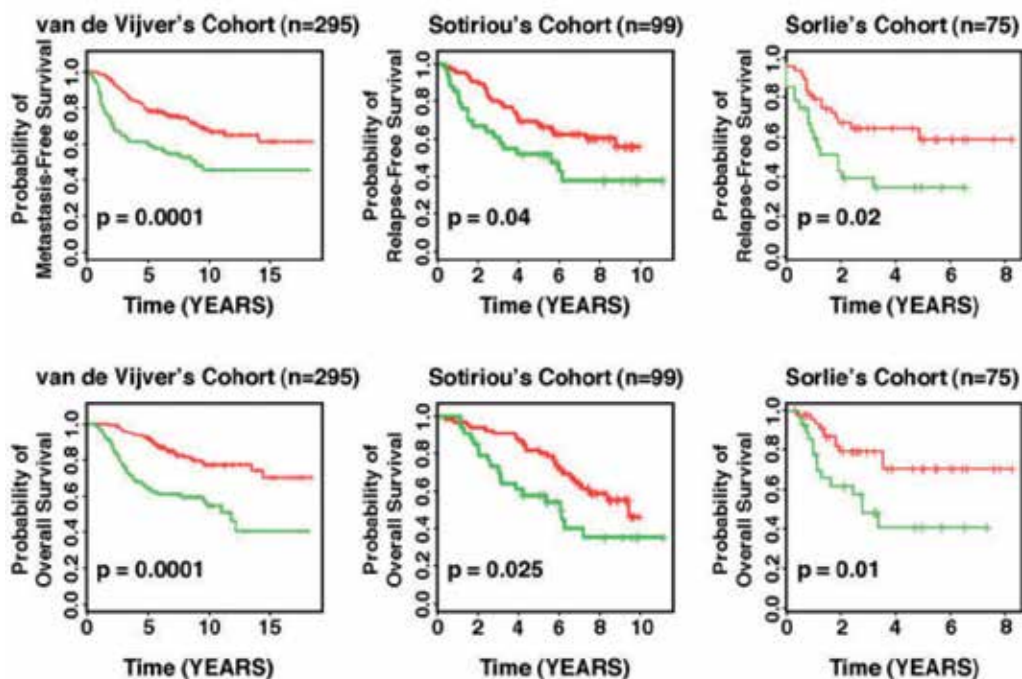 van de Vijver's Cohort (n=295)
Probability of
Metastasis-Free Survival
0.0 0.2 0.4 0.6 0.8 1.0
p = 0.0001
0 5 10 15
Time (YEARS)
Sotiriou's Cohort (n=99)
Probability of
Relapse-Free Survival
0.0 0.2 0.4 0.6 0.8 1.0
p = 0.04
0 2 4 6 8 10
Time (YEARS)
Sorlie's Cohort (n=75)
Probability of
Relapse-Free Survival
0.0 0.2 0.4 0.6 0.8 1.0
p = 0.02
0 2 4 6 8
Time (YEARS)
van de Vijver's Cohort (n=295)
Probability of
Overall Survival
0.0 0.2 0.4 0.6 0.8 1.0
p = 0.0001
0 5 10 15
Time (YEARS)
Sotiriou's Cohort (n=99)
Probability of
Overall Survival
0.0 0.2 0.4 0.6 0.8 1.0
p = 0.025
0 2 4 6 8 10
Time (YEARS)
Sorlie's Cohort (n=75)
Probability of
Overall Survival
0.0 0.2 0.4 0.6 0.8 1.0
p = 0.01
0 2 4 6 8
Time (YEARS)